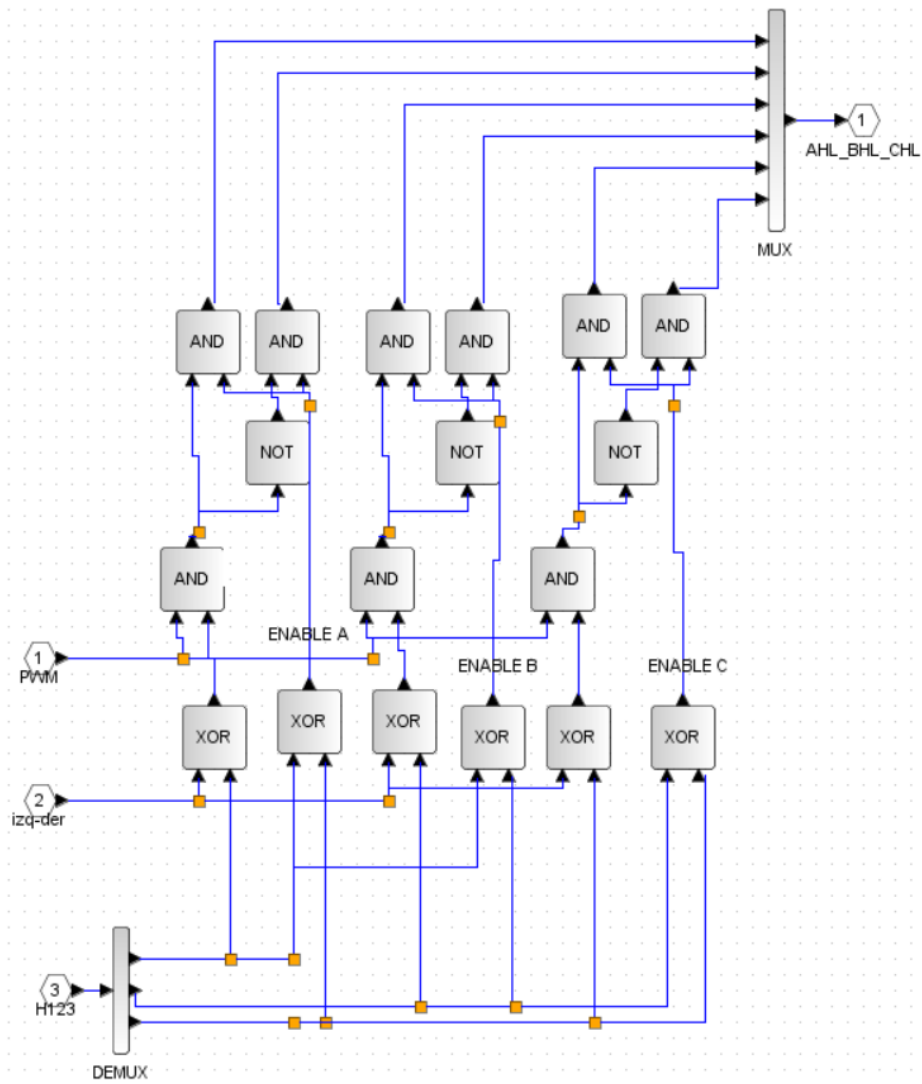 1
AHL_BHL_CHL
MUX
AND
AND
AND
AND
AND
AND
NOT
NOT
NOT
AND
AND
AND
ENABLE A
1
PWM
ENABLE B
ENABLE C
XOR
XOR
XOR
XOR
XOR
XOR
2
izq-der
3
H123
DEMUX